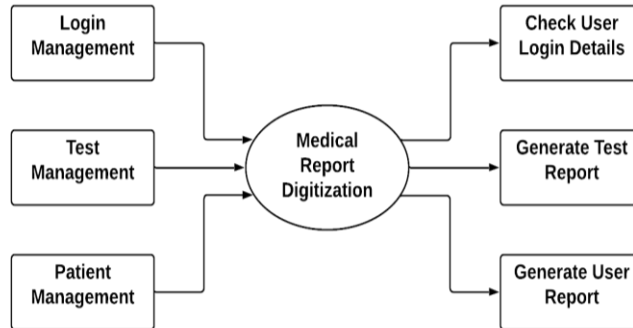 Login
Management
Test
Management
Patient
Management
Medical
Report
Digitization
Check User
Login Details
Generate Test
Report
Generate User
Report